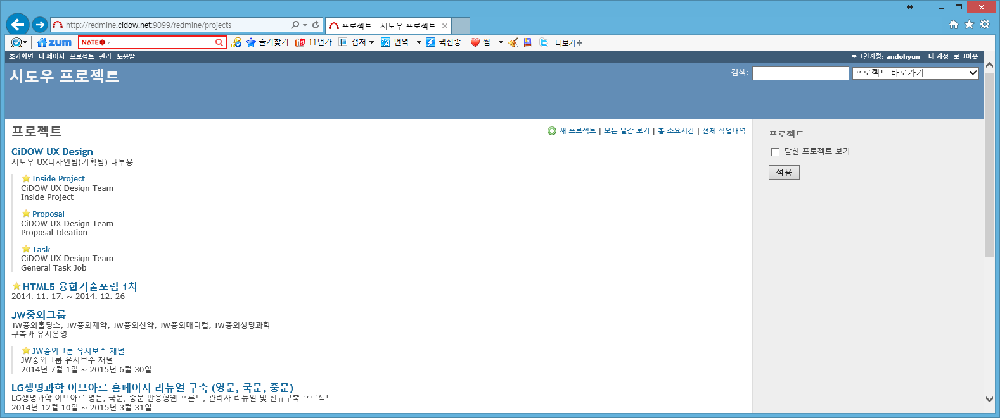 http://redmine.cidow.net:9099/redmine/projects
프로젝트 - 시도우 프로젝트
zum
NATE
즐겨찾기
11번가
캡처
번역
퀵전송
찜
더보기+
초기화면 내 페이지 프로젝트 관리 도움말
로그인계정: andohyun 내 계정 로그아웃
시도우 프로젝트
검색:
프로젝트 바로가기
프로젝트
새 프로젝트 | 모든 일감 보기 | 총 소요시간 | 전체 작업내역
CiDOW UX Design
시도우 UX디자인팀(기획팀) 내부용
Inside Project
CiDOW UX Design Team
Inside Project
Proposal
CiDOW UX Design Team
Proposal Ideation
Task
CiDOW UX Design Team
General Task Job
HTML5 융합기술포럼 1차
2014. 11. 17. ~ 2014. 12. 26
JW중외그룹
JW중외홀딩스, JW중외제약, JW중외신약, JW중외메디컬, JW중외생명과학
구축과 유지운영
JW중외그룹 유지보수 채널
JW중외그룹 유지보수 채널
2014년 7월 1일 ~ 2015년 6월 30일
LG생명과학 이브아르 홈페이지 리뉴얼 구축 (영문, 국문, 중문)
LG생명과학 이브아르 영문, 국문, 중문 반응형웹 프론트, 관리자 리뉴얼 및 신규구축 프로젝트
2014년 12월 10일 ~ 2015년 3월 31일
프로젝트
닫힌 프로젝트 보기
적용